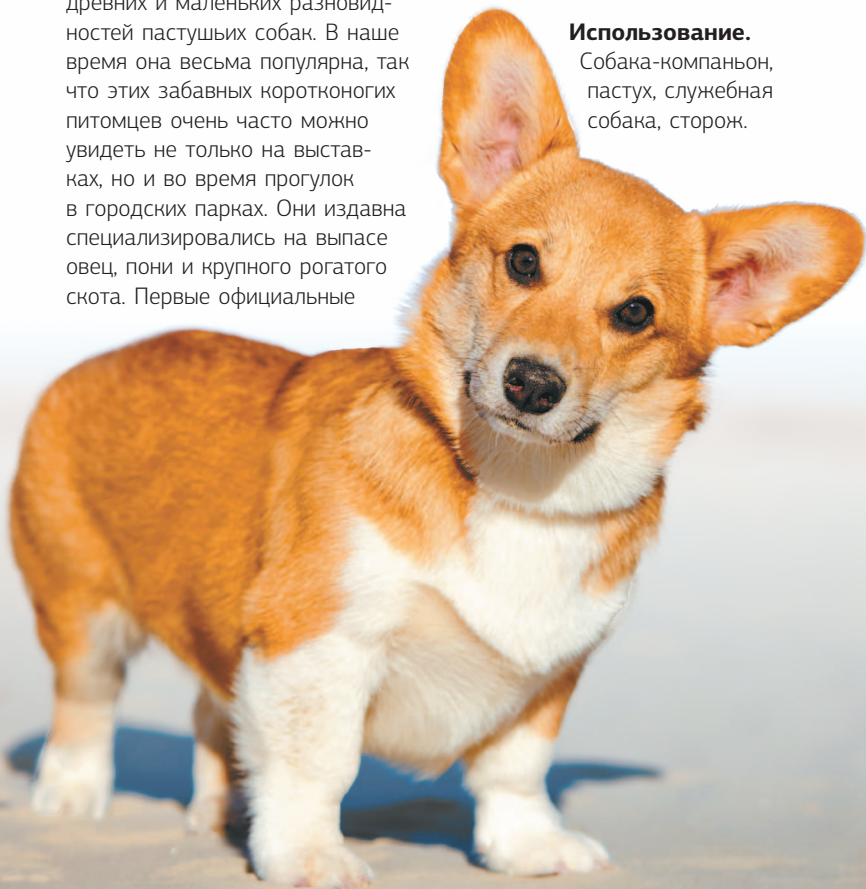 древних и маленьких разновид-
ностей пастушьих собак. В наше
время она весьма популярна, так
что этих забавных коротконогих
питомцев очень часто можно
увидеть не только на выстав-
ках, но и во время прогулок
в городских парках. Они издавна
специализировались на выпасе
овец, пони и крупного рогатого
скота. Первые официальные
Использование.
Собака-компаньон,
пастух, служебная
собака, сторож.